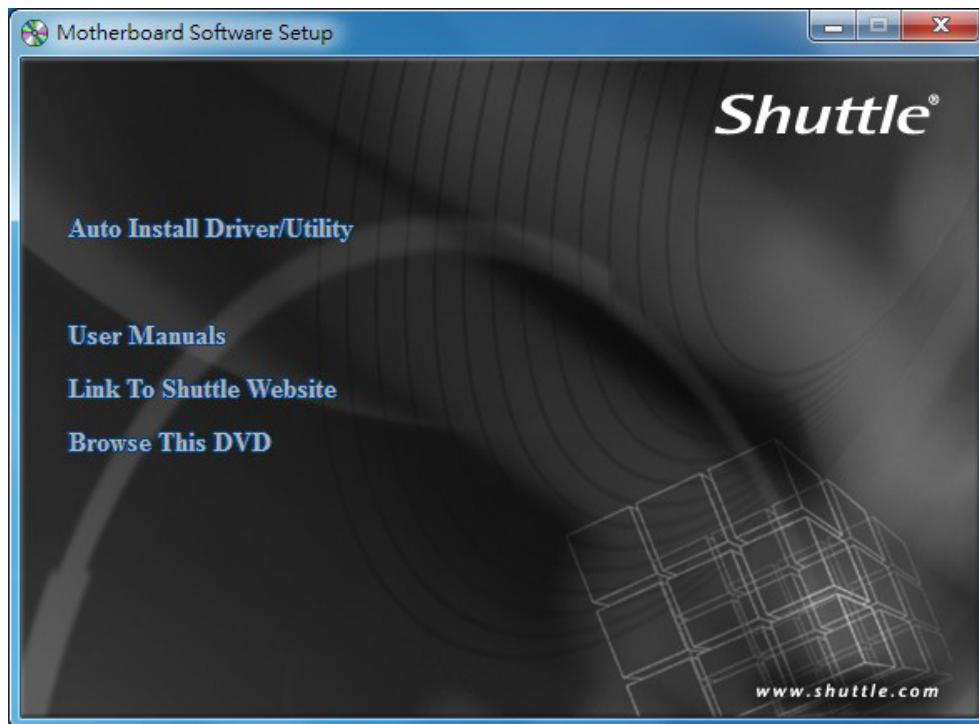 Motherboard Software Setup
Shuttle®
Auto Install Driver/Utility
User Manuals
Link To Shuttle Website
Browse This DVD
www.shuttle.com